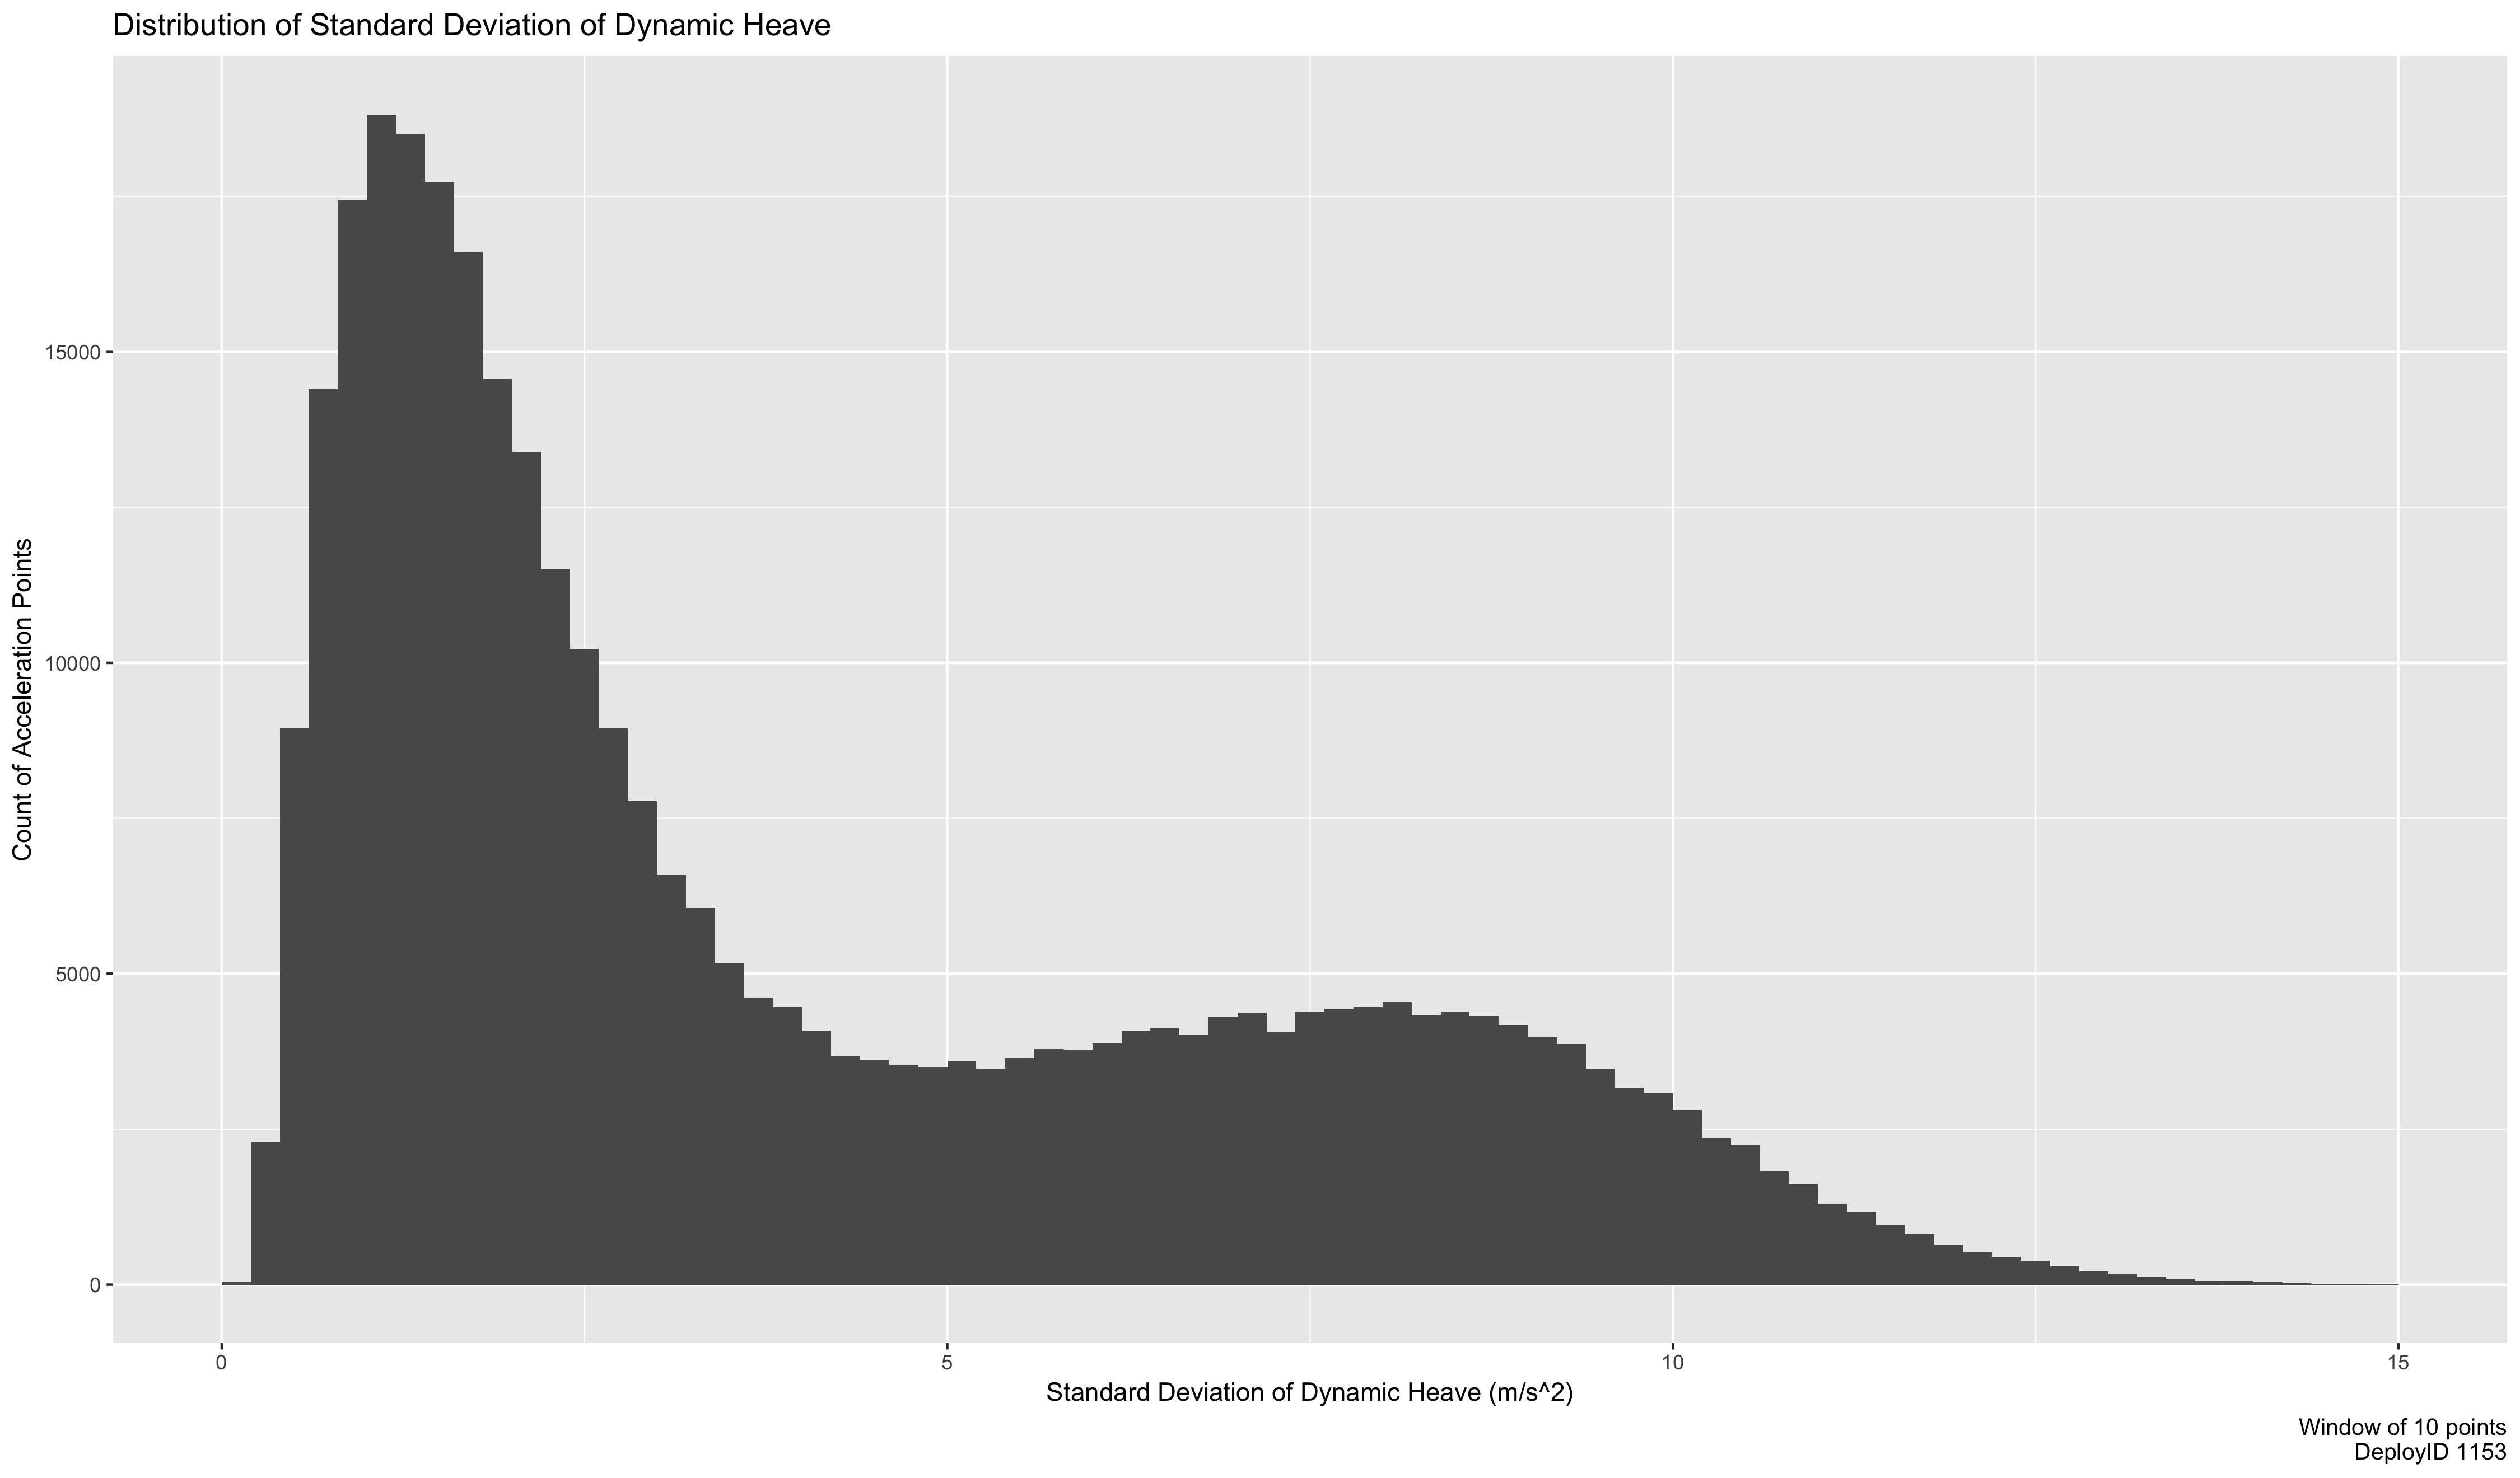 Distribution of Standard Deviation of Dynamic Heave
Count of Acceleration Points
15000
10000
5000
0
0
5
10
15
Standard Deviation of Dynamic Heave (m/s^2)
Window of 10 points
DeployID 1153